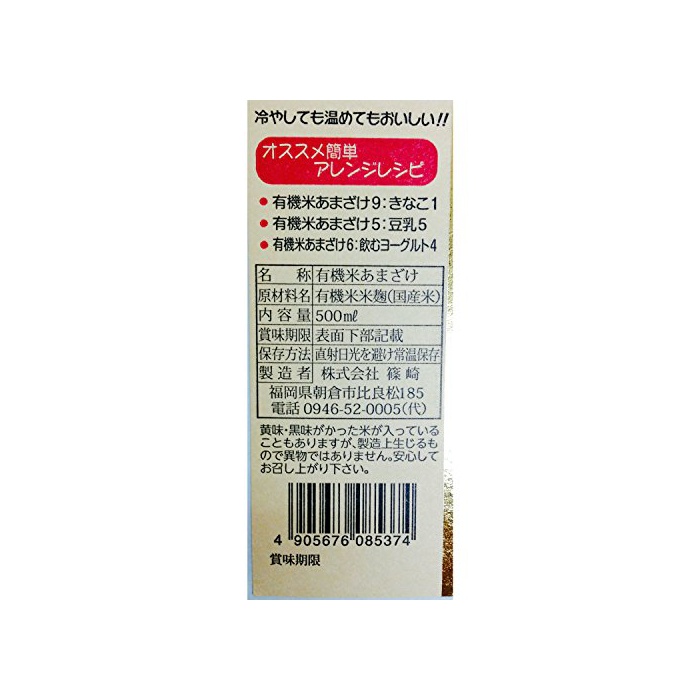 冷やしても温めてもおいしい!!
オススメ簡単
アレンジレシピ
● 有機米あまざけ9:きなこ1
● 有機米あまざけ5:豆乳5
● 有機米あまざけ6:飲むヨーグルト4
名 称 有機米あまざけ
原材料名 有機米米麹(国産米)
内容量 500㎖
賞味期限 表面下部記載
保存方法 直射日光を避け常温保存
製造者 株式会社 篠崎
福岡県朝倉市比良松185
電話 0946-52-0005(代)
黄味・黒味がかった米が入っている
こともありますが、製造上生じるも
ので異物ではありません。安心して
お召し上がり下さい。
4 905676 085374
賞味期限